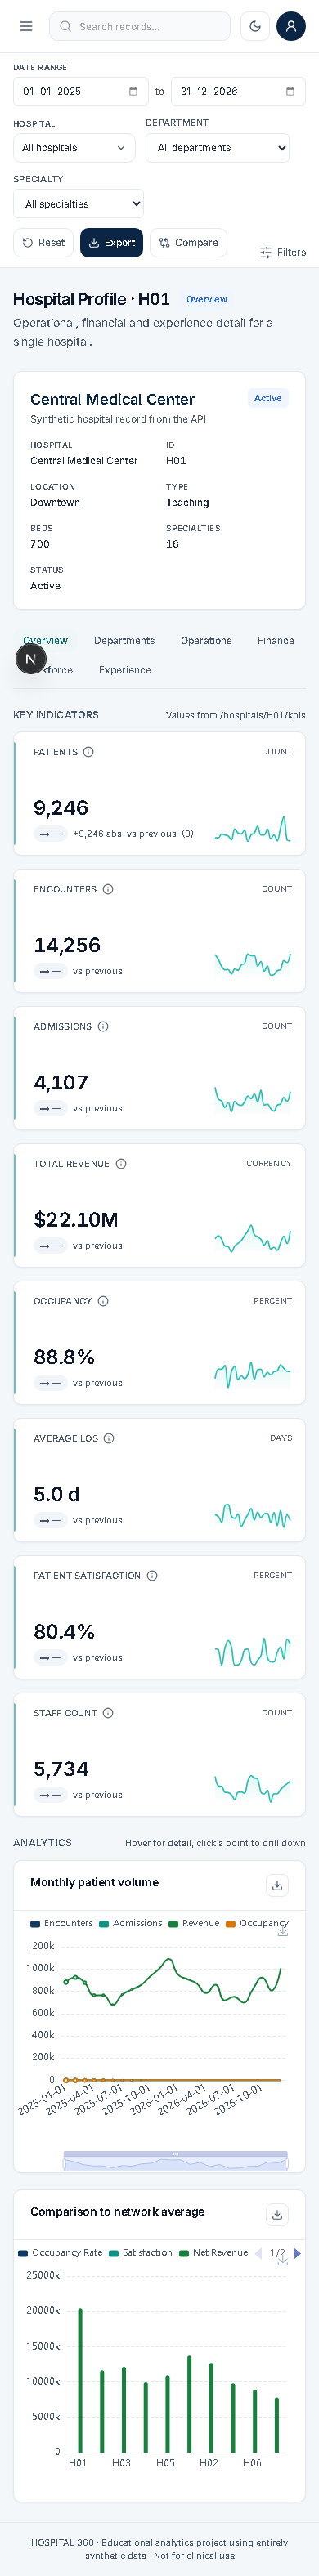 Search records...
DATE RANGE
01-01-2025 to 31-12-2026
HOSPITAL DEPARTMENT
All hospitals All departments
SPECIALTY
All specialties
Reset Export Compare Filters
Hospital Profile · H01 Overview
Operational, financial and experience detail for a
single hospital.
Central Medical Center Active
Synthetic hospital record from the API
HOSPITAL ID
Central Medical Center H01
LOCATION TYPE
Downtown Teaching
BEDS SPECIALTIES
700 16
STATUS
Active
Overview Departments Operations Finance
N kforce Experience
KEY INDICATORS Values from /hospitals/H01/kpis
PATIENTS COUNT
9,246
→ — +9,246 abs vs previous (0)
ENCOUNTERS COUNT
14,256
→ — vs previous
ADMISSIONS COUNT
4,107
→ — vs previous
TOTAL REVENUE CURRENCY
$22.10M
→ — vs previous
OCCUPANCY PERCENT
88.8%
→ — vs previous
AVERAGE LOS DAYS
5.0 d
→ — vs previous
PATIENT SATISFACTION PERCENT
80.4%
→ — vs previous
STAFF COUNT COUNT
5,734
→ — vs previous
ANALYTICS Hover for detail, click a point to drill down
Monthly patient volume
Encounters Admissions Revenue Occupancy
1200k
1000k
800k
600k
400k
200k
0
2025-01-01 2025-04-01 2025-07-01 2025-10-01 2026-01-01 2026-04-01 2026-07-01 2026-10-01
Comparison to network average
Occupancy Rate Satisfaction Net Revenue 1/2
25000k
20000k
15000k
10000k
5000k
0
H01 H03 H05 H02 H06
HOSPITAL 360 · Educational analytics project using entirely
synthetic data · Not for clinical use